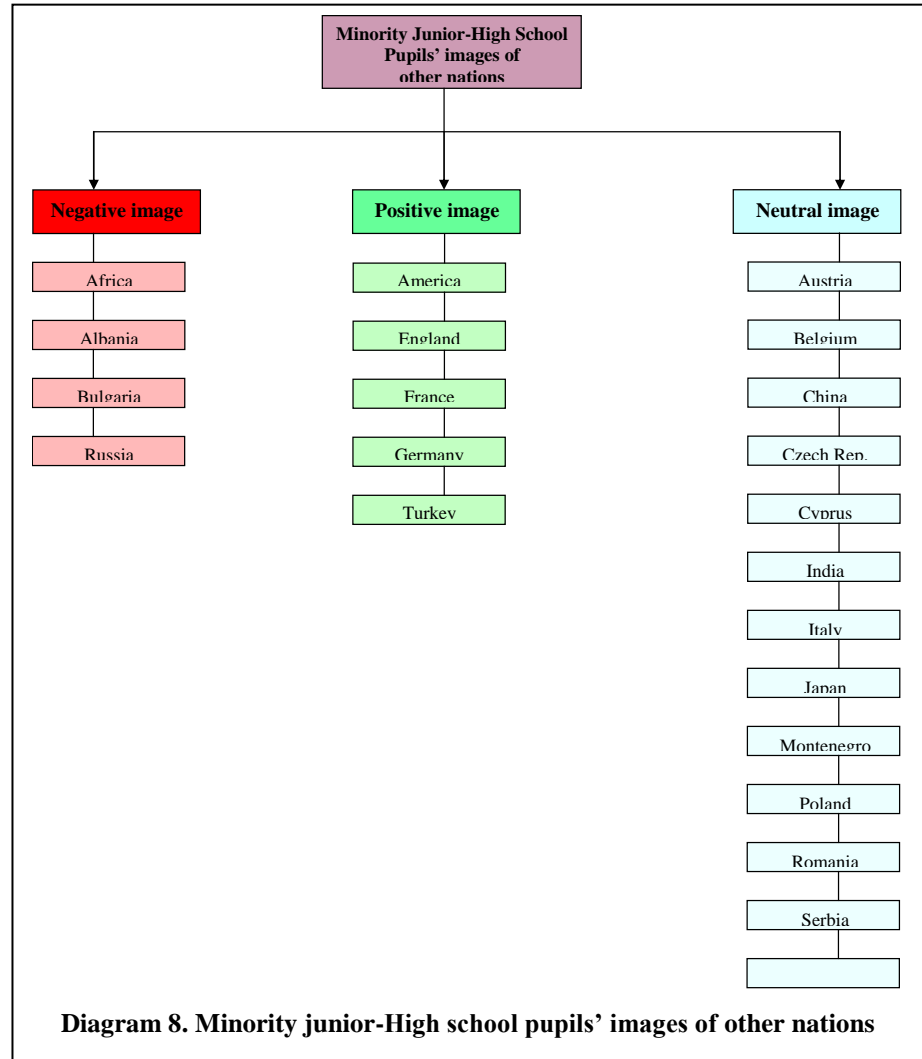 Minority Junior-High School
Pupils’ images of
other nations
Negative image
Positive image
Neutral image
Africa
Albania
Bulgaria
Russia
America
England
France
Germany
Turkey
Austria
Belgium
China
Czech Rep.
Cyprus
India
Italy
Japan
Montenegro
Poland
Romania
Serbia
Diagram 8. Minority junior-High school pupils’ images of other nations